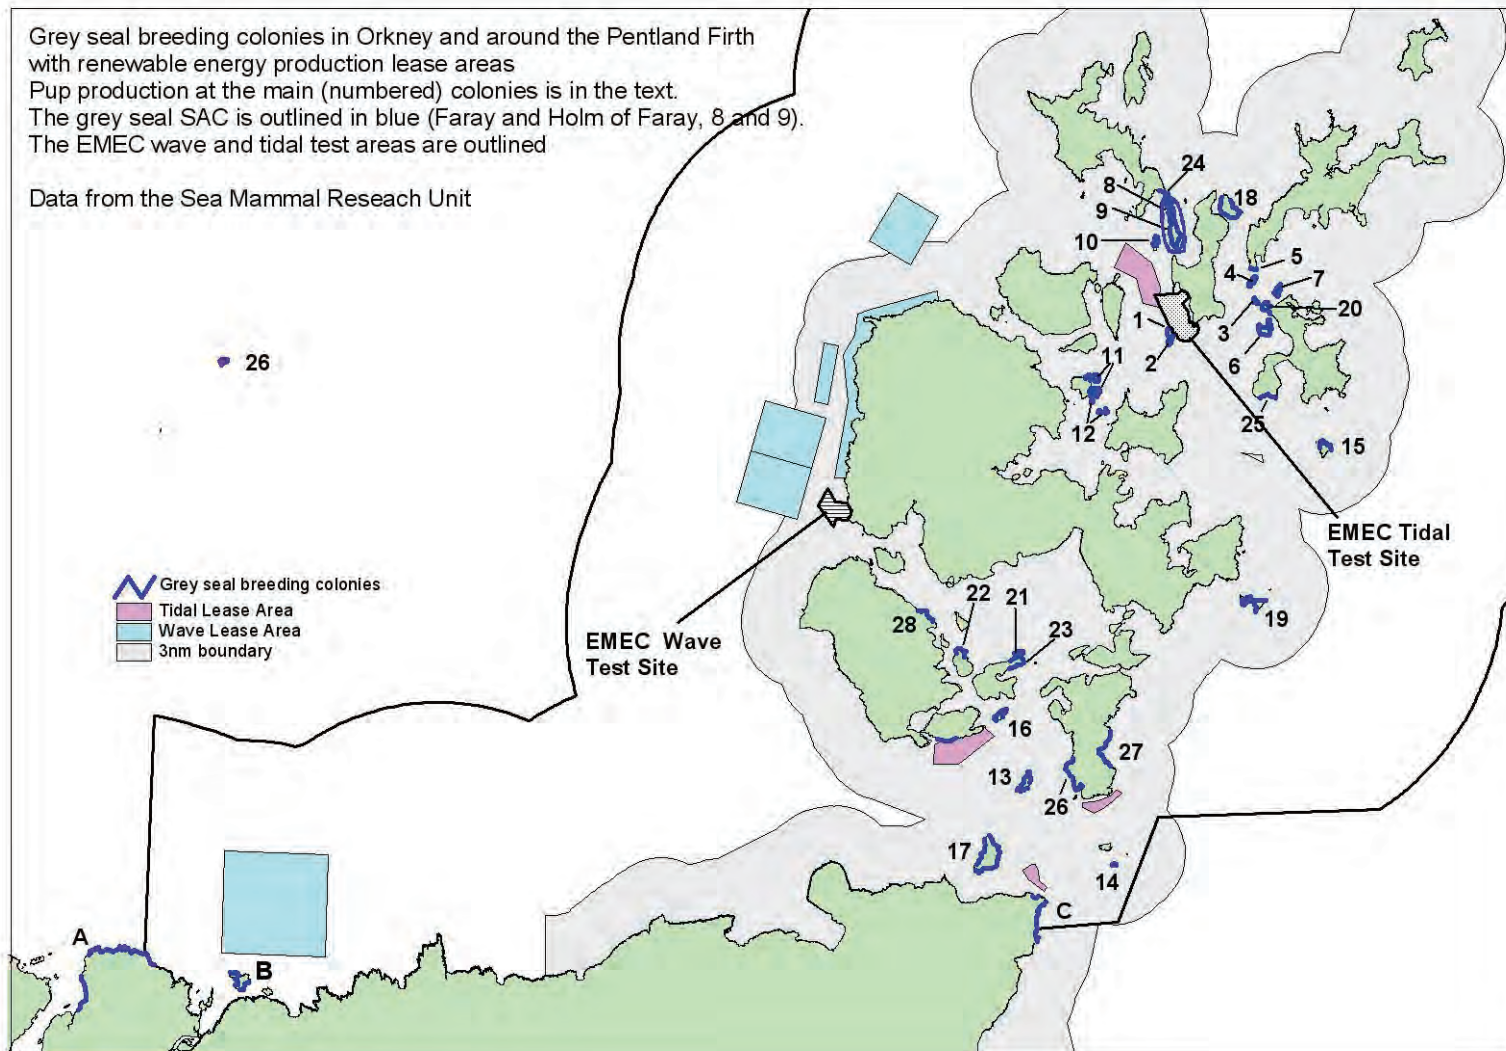 Grey seal breeding colonies in Orkney and around the Pentland Firth
with renewable energy production lease areas
Pup production at the main (numbered) colonies is in the text.
The grey seal SAC is outlined in blue (Faray and Holm of Faray, 8 and 9).
The EMEC wave and tidal test areas are outlined
Data from the Sea Mammal Reseach Unit
24
8
18
9
10
5
4
7
1
3
20
2
6
11
26
12
25
15
EMEC Tidal
Test Site
Grey seal breeding colonies
Tidal Lease Area
Wave Lease Area
3nm boundary
22
21
28
23
19
EMEC Wave
Test Site
16
27
13
26
17
14
C
A
B